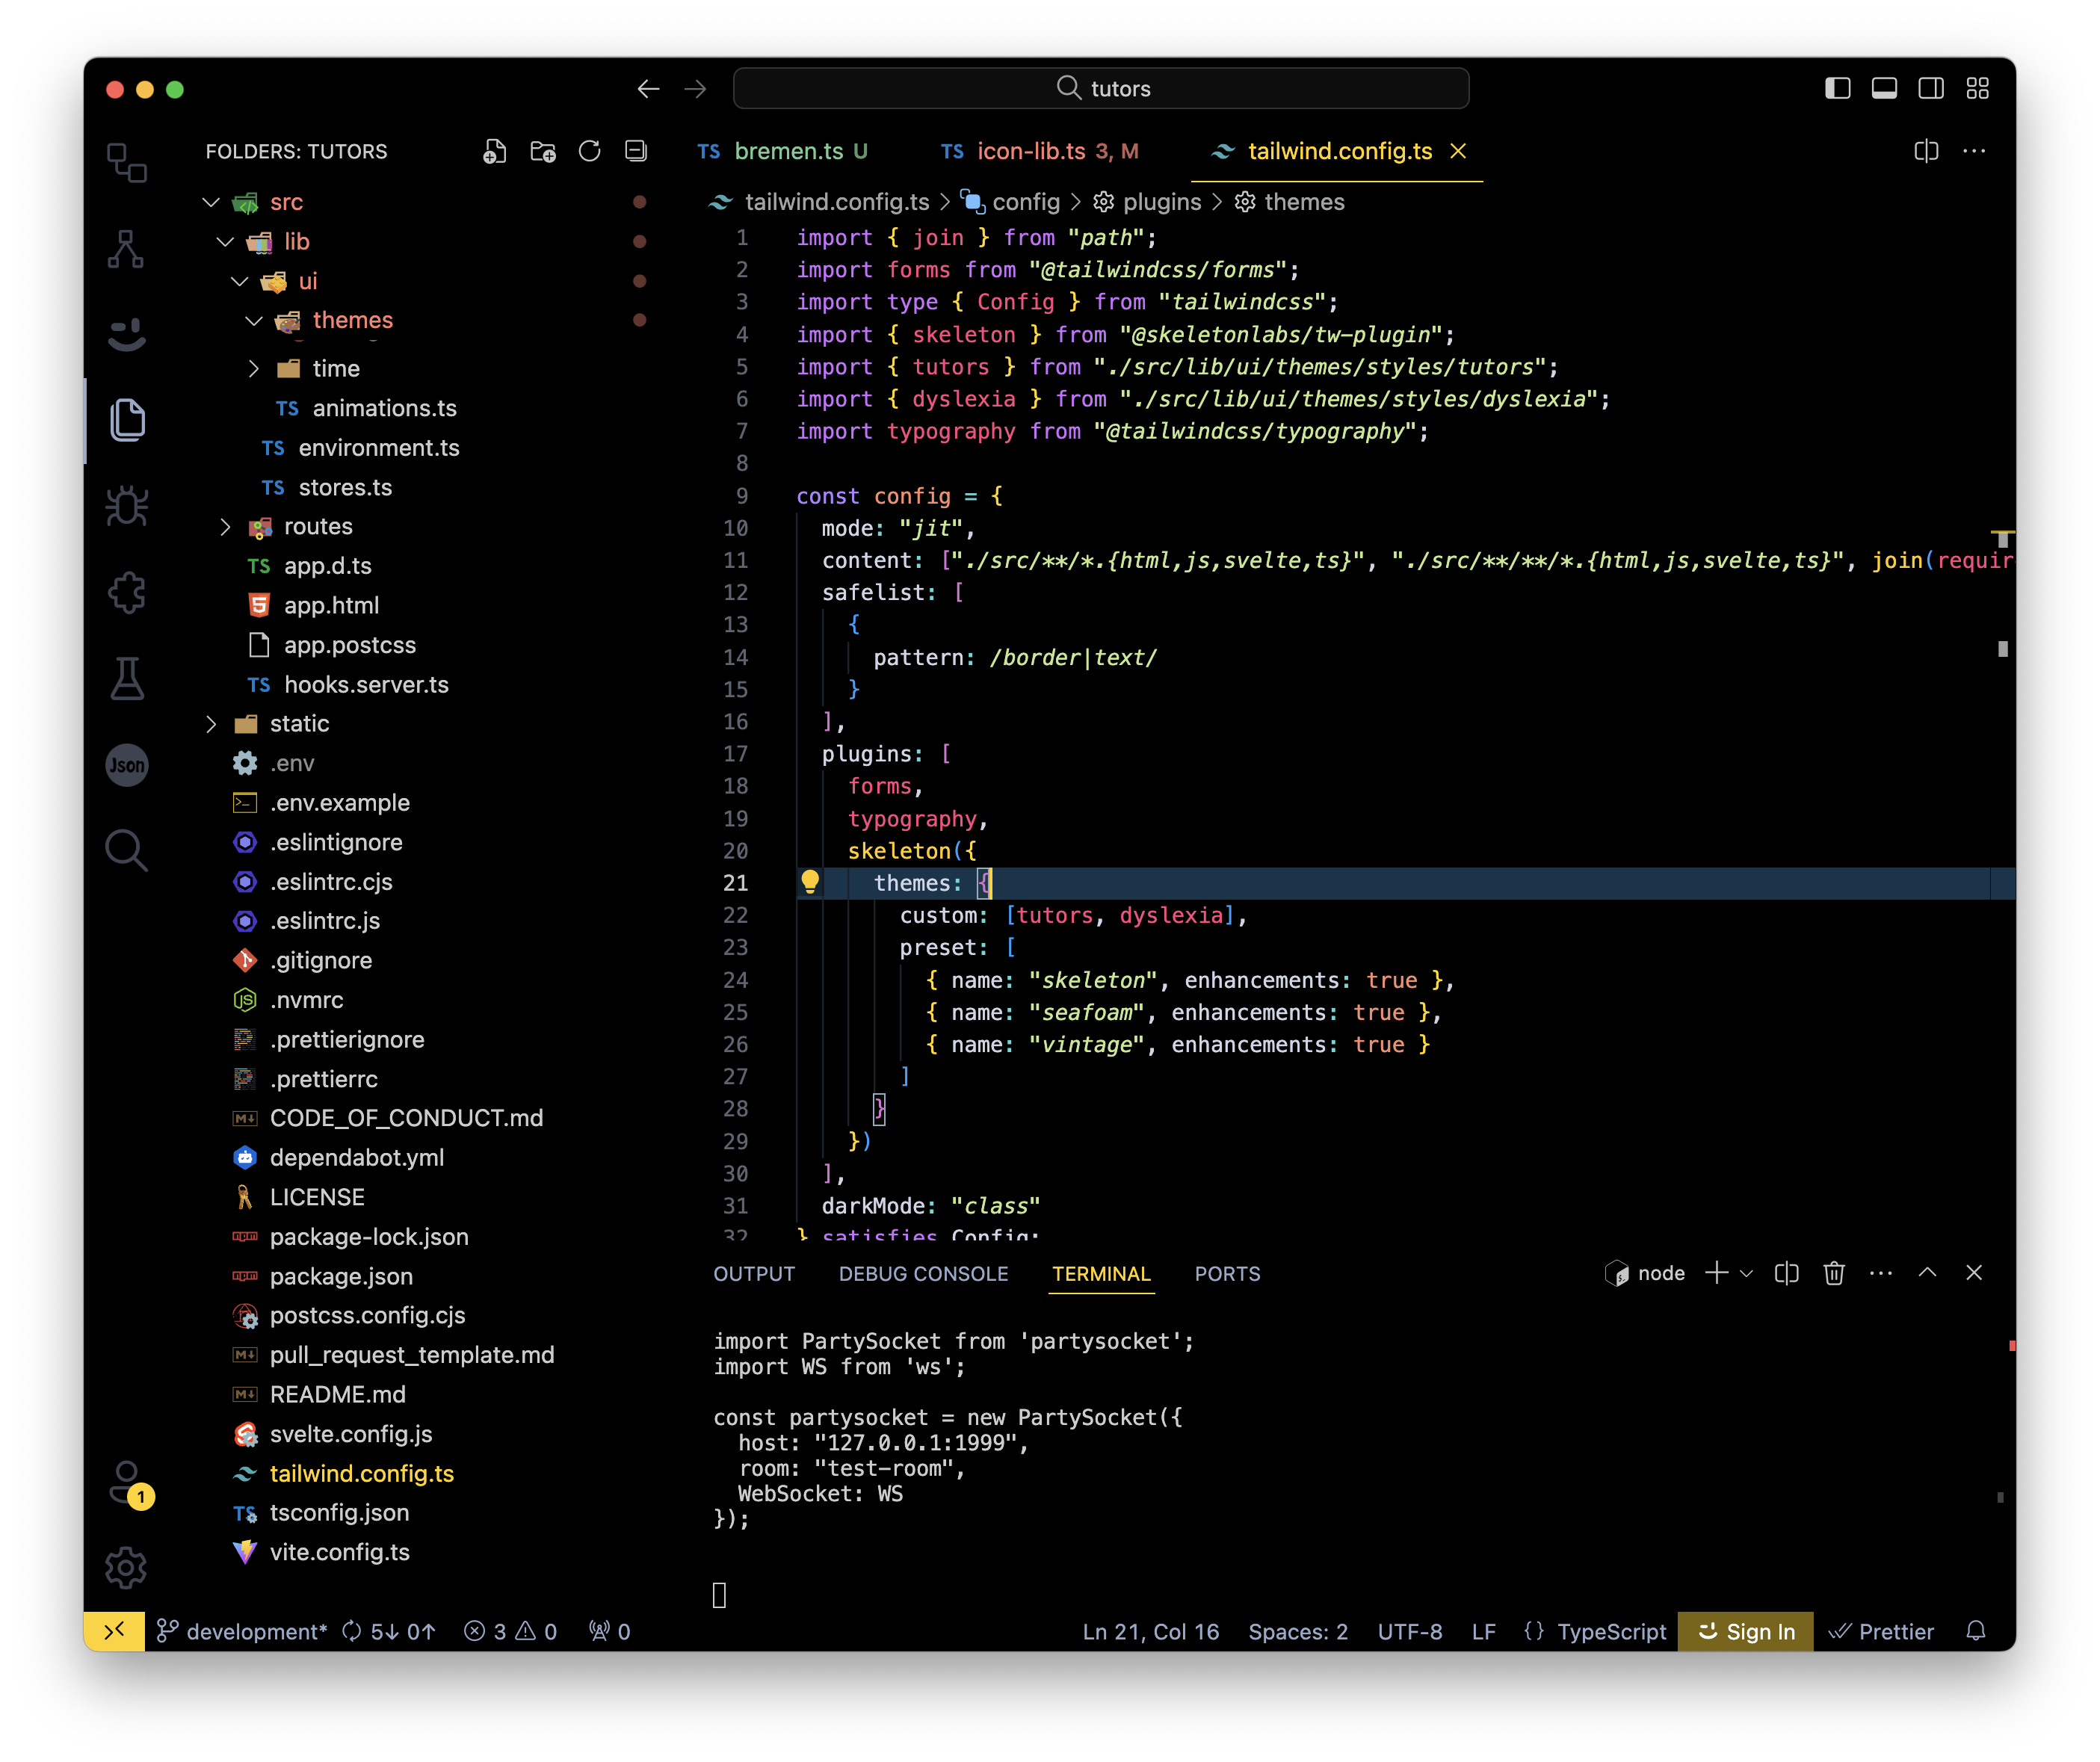 tutors
FOLDERS: TUTORS
src
lib
ui
themes
time
TS animations.ts
TS environment.ts
TS stores.ts
routes
TS app.d.ts
app.html
app.postcss
TS hooks.server.ts
static
.env
.env.example
.eslintignore
.eslintrc.cjs
.eslintrc.js
.gitignore
.nvmrc
.prettierignore
.prettierrc
CODE_OF_CONDUCT.md
dependabot.yml
LICENSE
package-lock.json
package.json
postcss.config.cjs
pull_request_template.md
README.md
svelte.config.js
tailwind.config.ts
TS tsconfig.json
vite.config.ts
Json
1
TS bremen.ts U
TS icon-lib.ts 3, M
tailwind.config.ts
tailwind.config.ts > config > plugins > themes
1 import { join } from "path";
2 import forms from "@tailwindcss/forms";
3 import type { Config } from "tailwindcss";
4 import { skeleton } from "@skeletonlabs/tw-plugin";
5 import { tutors } from "./src/lib/ui/themes/styles/tutors";
6 import { dyslexia } from "./src/lib/ui/themes/styles/dyslexia";
7 import typography from "@tailwindcss/typography";
8
9 const config = {
10 mode: "jit",
11 content: ["./src/**/*.{html,js,svelte,ts}", "./src/**/**/*.{html,js,svelte,ts}", join(requir
12 safelist: [
13 {
14 pattern: /border|text/
15 }
16 ],
17 plugins: [
18 forms,
19 typography,
20 skeleton({
21 themes: {
22 custom: [tutors, dyslexia],
23 preset: [
24 { name: "skeleton", enhancements: true },
25 { name: "seafoam", enhancements: true },
26 { name: "vintage", enhancements: true }
27 ]
28 }
29 })
30 ],
31 darkMode: "class"
32 } satisfies Config;
OUTPUT DEBUG CONSOLE TERMINAL PORTS
node
import PartySocket from 'partysocket';
import WS from 'ws';
const partysocket = new PartySocket({
host: "127.0.0.1:1999",
room: "test-room",
WebSocket: WS
});
development* 5↓ 0↑ 3 0 0
Ln 21, Col 16 Spaces: 2 UTF-8 LF {} TypeScript Sign In Prettier